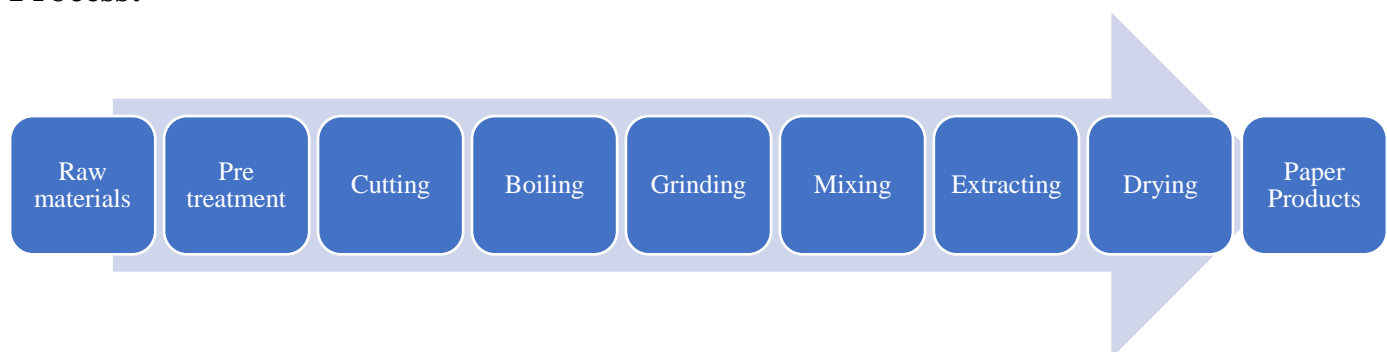 Raw
materials
Pre
treatment
Cutting
Boiling
Grinding
Mixing
Extracting
Drying
Paper
Products